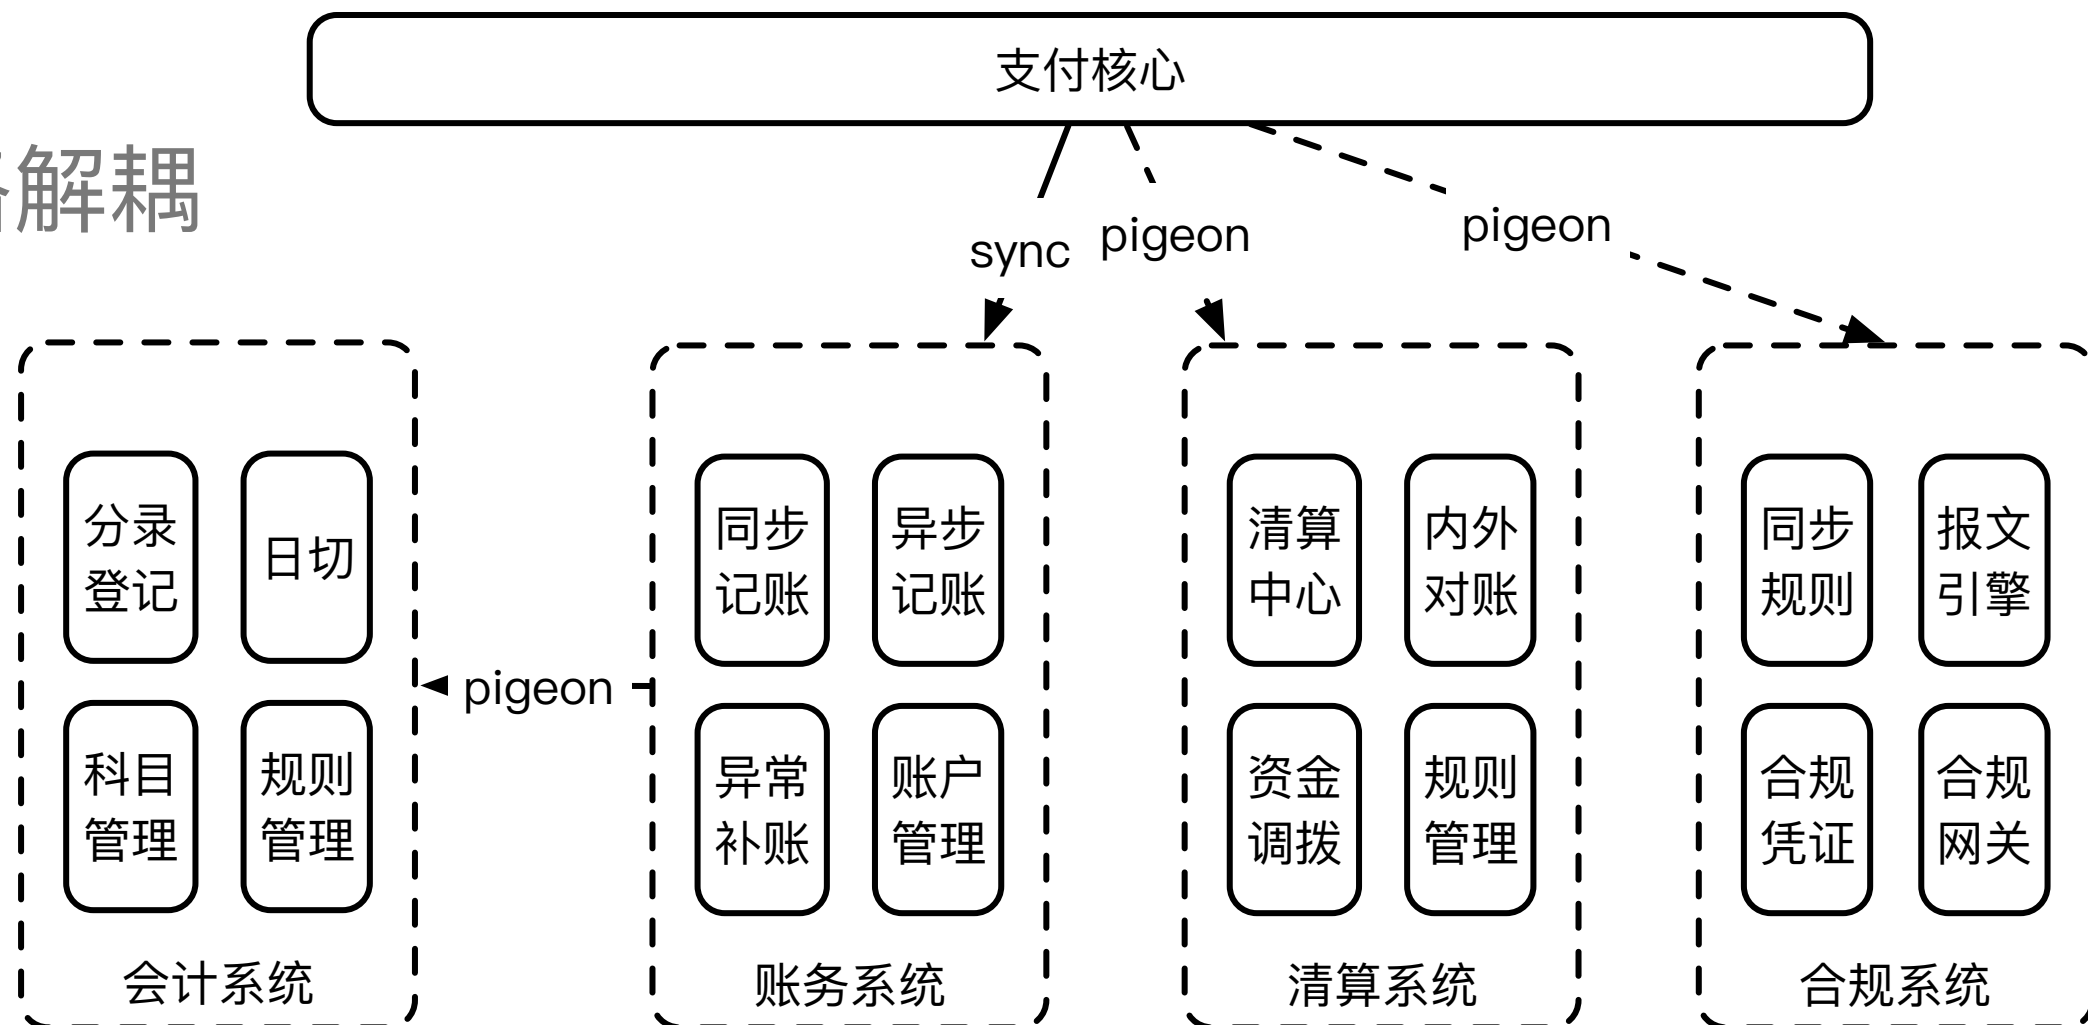 支付核心
解耦
sync
pigeon
pigeon
分录
登记
日切
科目
管理
规则
管理
会计系统
pigeon
同步
记账
异步
记账
异常
补账
账户
管理
账务系统
清算
中心
内外
对账
资金
调拨
规则
管理
清算系统
同步
规则
报文
引擎
合规
凭证
合规
网关
合规系统